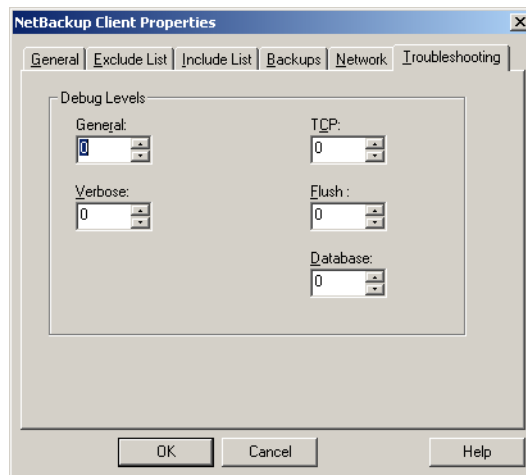 NetBackup Client Properties
General Exclude List Include List Backups Network Troubleshooting
Debug Levels
General: TCP:
0 0
Verbose: Flush :
0 0
Database:
0
OK Cancel Help